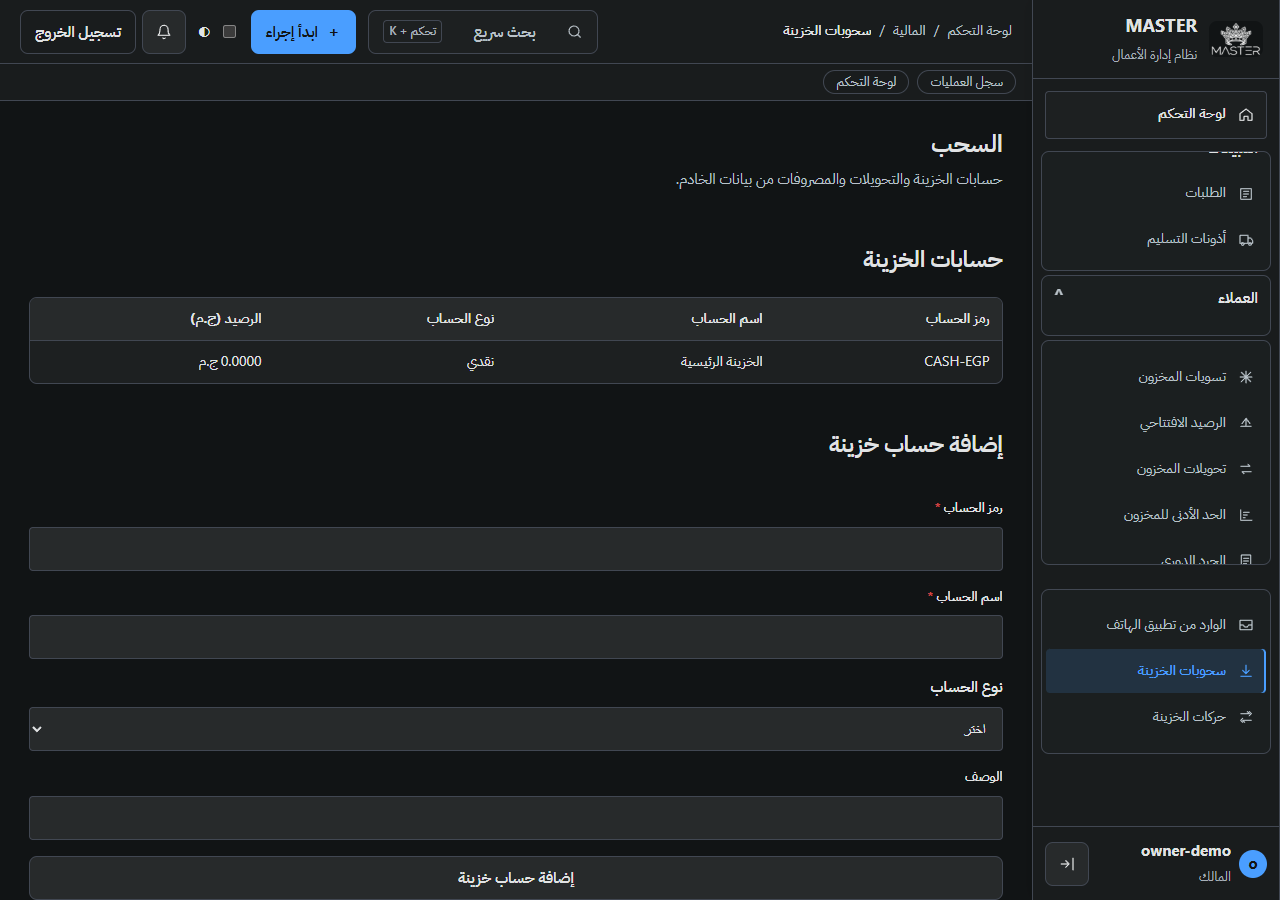 MASTER
نظام إدارة الأعمال
MASTER
لوحة التحكم / المالية / سحوبات الخزينة
بحث سريع
تحكم + K
+ ابدأ إجراء
تسجيل الخروج
سجل العمليات
لوحة التحكم
لوحة التحكم
الطلبات
أذونات التسليم
العملاء
تسويات المخزون
الرصيد الافتتاحي
تحويلات المخزون
الحد الأدنى للمخزون
الجرد الدوري
الوارد من تطبيق الهاتف
سحوبات الخزينة
حركات الخزينة
owner-demo
المالك
o
السحب
حسابات الخزينة والتحويلات والمصروفات من بيانات الخادم.
حسابات الخزينة
رمز الحساب اسم الحساب نوع الحساب الرصيد (ج.م)
CASH-EGP الخزينة الرئيسية نقدي 0.0000 ج.م
إضافة حساب خزينة
رمز الحساب *
اسم الحساب *
نوع الحساب
اختر
الوصف
إضافة حساب خزينة